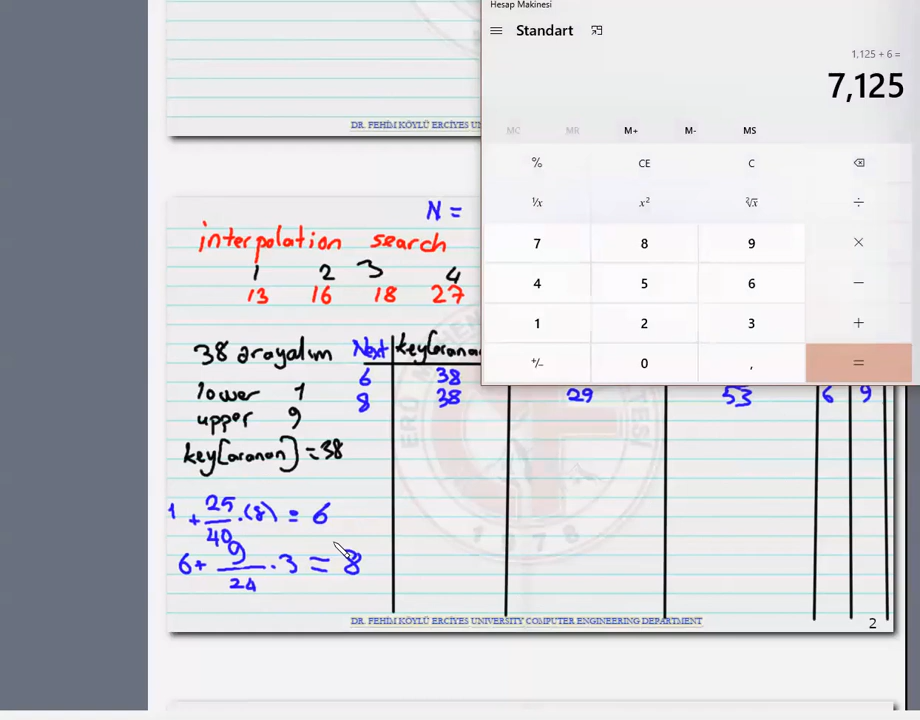 Hesap Makinesi
Standart
1,125 + 6 =
7,125
MC MR M+ M- MS
% CE C
¹/x x² ²√x ÷
7 8 9 ×
4 5 6 −
1 2 3 +
+/− 0 , =
DR. FEHİM KÖYLÜ ERCİYES UN
N =
interpolation search
1 2 3 4
13 16 18 27
38 arayalım
Next key[aranan
6 38
lower 1
8 38 29 53 6 9
upper 9
key[aranan] = 38
1 + 25/40 . (8) = 6
6 + 9/24 . 3 = 8
1978
DR. FEHİM KÖYLÜ ERCİYES UNIVERSITY COMPUTER ENGINEERING DEPARTMENT
2